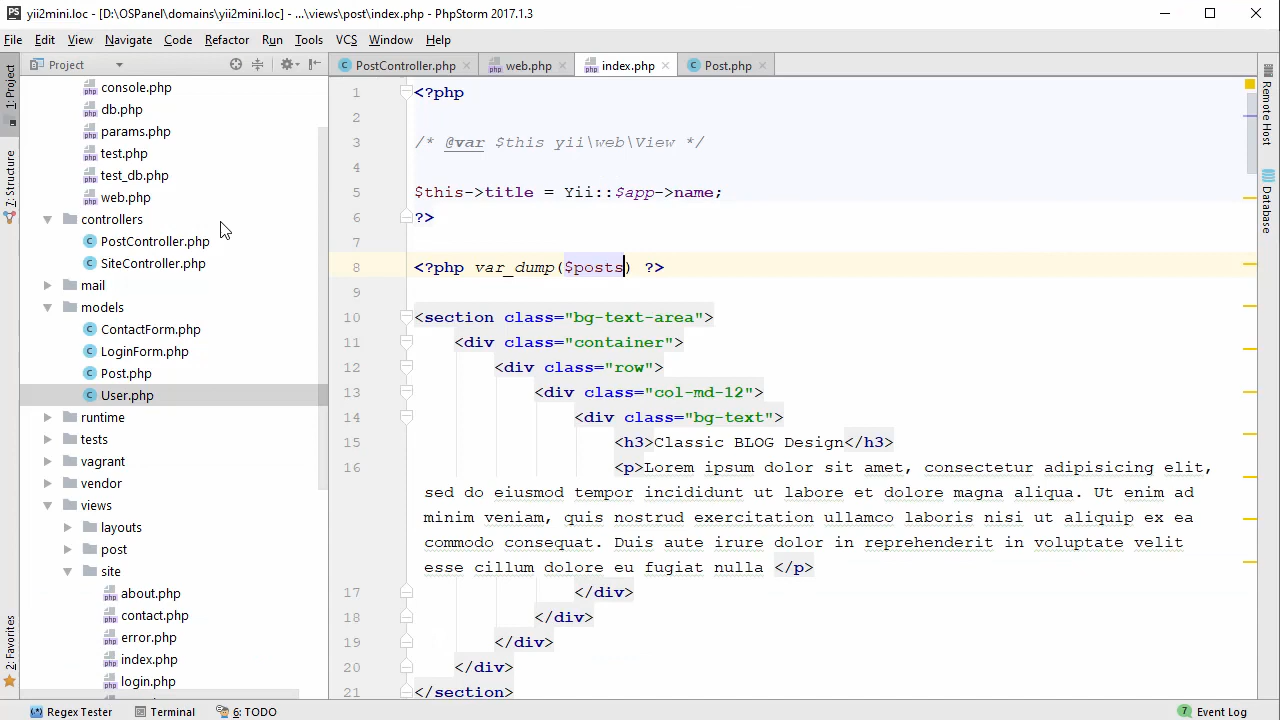 yii2mini.loc - [D:\OSPanel\domains\yii2mini.loc] - ...\views\post\index.php - PhpStorm 2017.1.3
File Edit View Navigate Code Refactor Run Tools VCS Window Help
Project
PostController.php web.php index.php Post.php
1: Project
7: Structure
2: Favorites
console.php
db.php
params.php
test.php
test_db.php
web.php
controllers
PostController.php
SiteController.php
mail
models
ContactForm.php
LoginForm.php
Post.php
User.php
runtime
tests
vagrant
vendor
views
layouts
post
site
about.php
contact.php
error.php
index.php
login.php
1 <?php
2
3 /* @var $this yii\web\View */
4
5 $this->title = Yii::$app->name;
6 ?>
7
8 <?php var_dump($posts) ?>
9
10 <section class="bg-text-area">
11 <div class="container">
12 <div class="row">
13 <div class="col-md-12">
14 <div class="bg-text">
15 <h3>Classic BLOG Design</h3>
16 <p>Lorem ipsum dolor sit amet, consectetur adipisicing elit,
sed do eiusmod tempor incididunt ut labore et dolore magna aliqua. Ut enim ad
minim veniam, quis nostrud exercitation ullamco laboris nisi ut aliquip ex ea
commodo consequat. Duis aute irure dolor in reprehenderit in voluptate velit
esse cillum dolore eu fugiat nulla </p>
17 </div>
18 </div>
19 </div>
20 </div>
21 </section>
Remote Host
Database
Regex Tester Terminal 6: TODO 7 Event Log